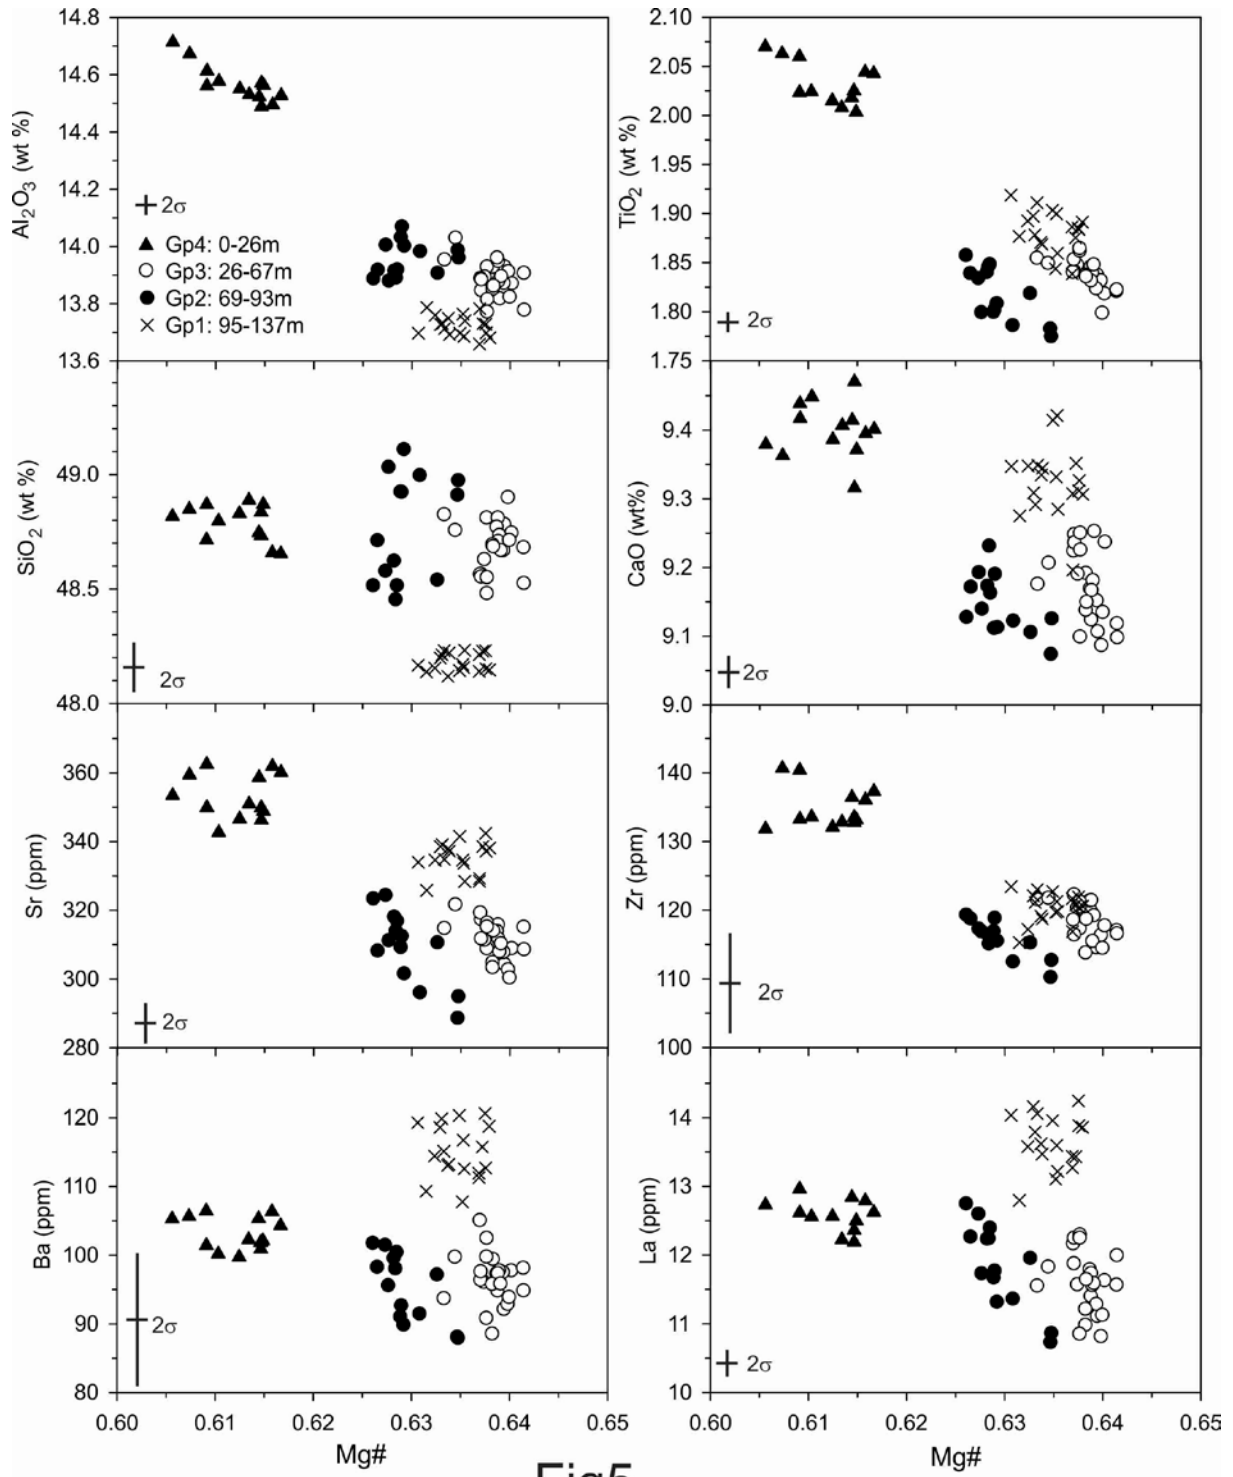 14.8
14.6
14.4
14.2
14.0
13.8
13.6
Al2O3 (wt %)
2σ
Gp4: 0-26m
Gp3: 26-67m
Gp2: 69-93m
Gp1: 95-137m
2.10
2.05
2.00
1.95
1.90
1.85
1.80
1.75
TiO2 (wt %)
2σ
49.0
48.5
48.0
SiO2 (wt %)
2σ
9.4
9.3
9.2
9.1
9.0
CaO (wt%)
2σ
360
340
320
300
280
Sr (ppm)
2σ
140
130
120
110
100
Zr (ppm)
2σ
120
110
100
90
80
Ba (ppm)
2σ
0.60 0.61 0.62 0.63 0.64 0.65
Mg#
14
13
12
11
10
La (ppm)
2σ
0.60 0.61 0.62 0.63 0.64 0.65
Mg#
Fig5